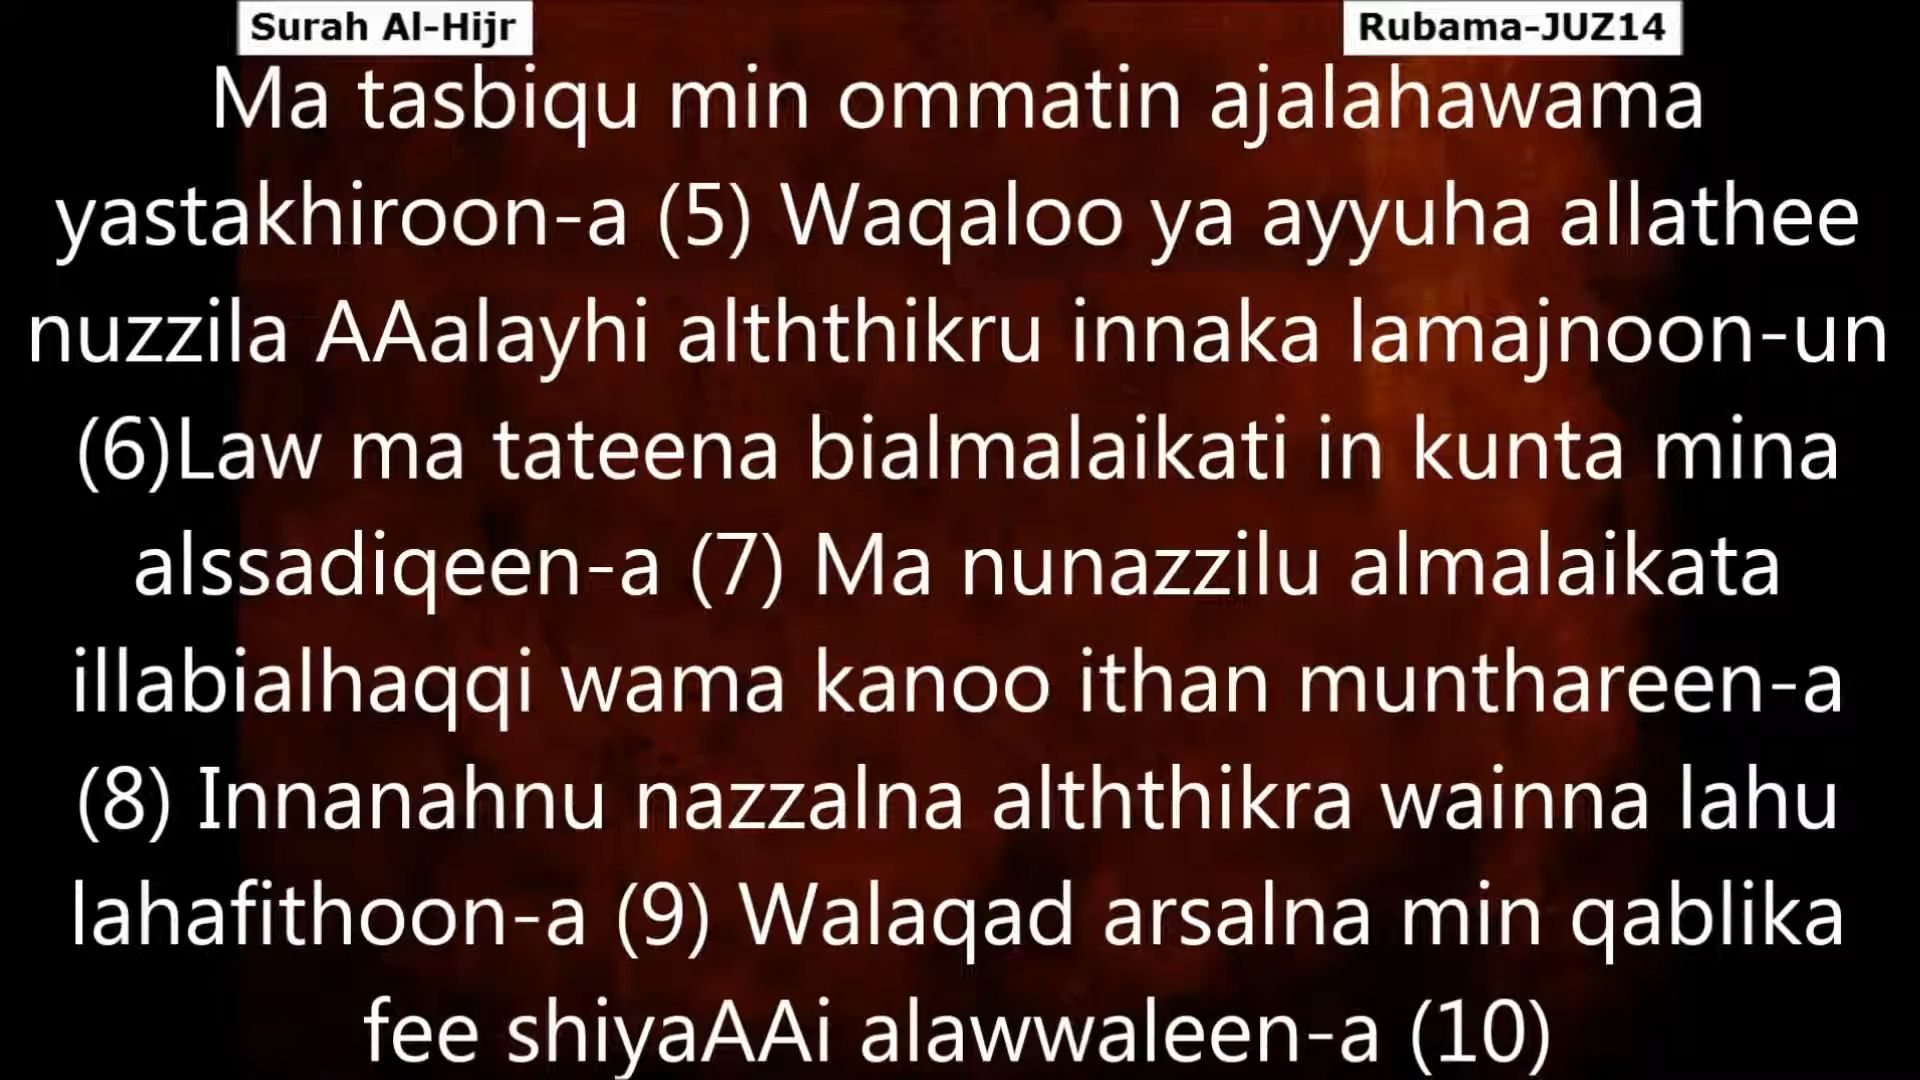 Surah Al-Hijr
Rubama-JUZ14
Ma tasbiqu min ommatin ajalahawama
yastakhiroon-a (5) Waqaloo ya ayyuha allathee
nuzzila AAalayhi alththikru innaka lamajnoon-un
(6)Law ma tateena bialmalaikati in kunta mina
alssadiqeen-a (7) Ma nunazzilu almalaikata
illabialhaqqi wama kanoo ithan munthareen-a
(8) Innanahnu nazzalna alththikra wainna lahu
lahafithoon-a (9) Walaqad arsalna min qablika
fee shiyaAAi alawwaleen-a (10)